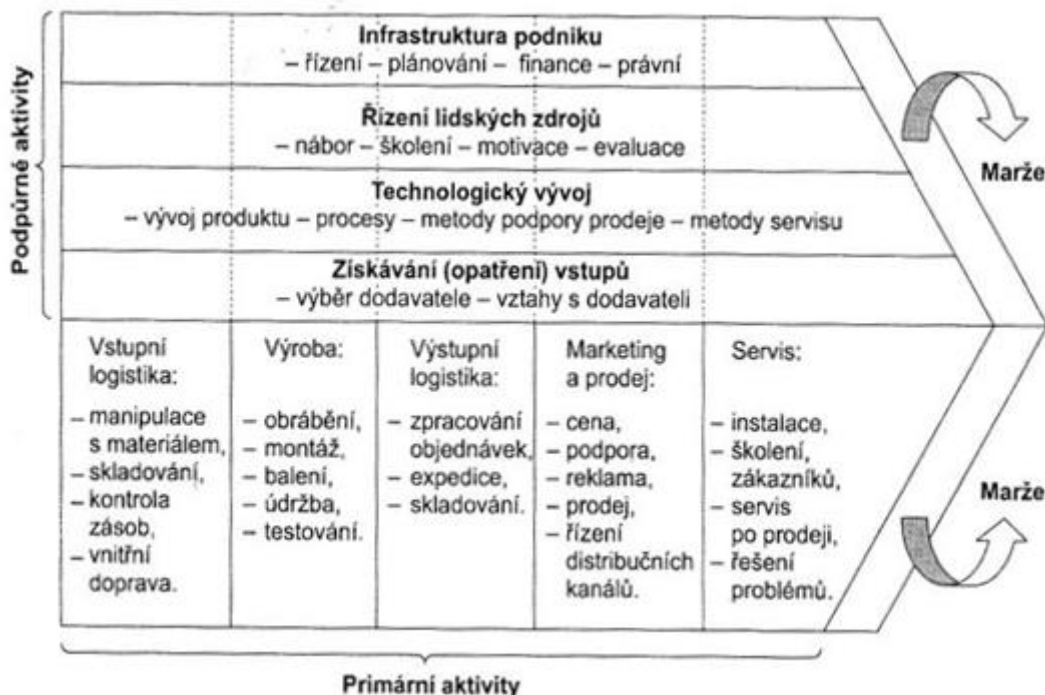 Podpůrné aktivity
Infrastruktura podniku
– řízení – plánování – finance – právní
Řízení lidských zdrojů
– nábor – školení – motivace – evaluace
Technologický vývoj
– vývoj produktu – procesy – metody podpory prodeje – metody servisu
Získávání (opatření) vstupů
– výběr dodavatele – vztahy s dodavateli
Marže
Vstupní
logistika:
– manipulace
s materiálem,
– skladování,
– kontrola
zásob,
– vnitřní
doprava.
Výroba:
– obrábění,
– montáž,
– balení,
– údržba,
– testování.
Výstupní
logistika:
– zpracování
objednávek,
– expedice,
– skladování.
Marketing
a prodej:
– cena,
– podpora,
– reklama,
– prodej,
– řízení
distribučních
kanálů.
Servis:
– instalace,
– školení,
zákazníků,
– servis
po prodeji,
– řešení
problémů.
Marže
Primární aktivity